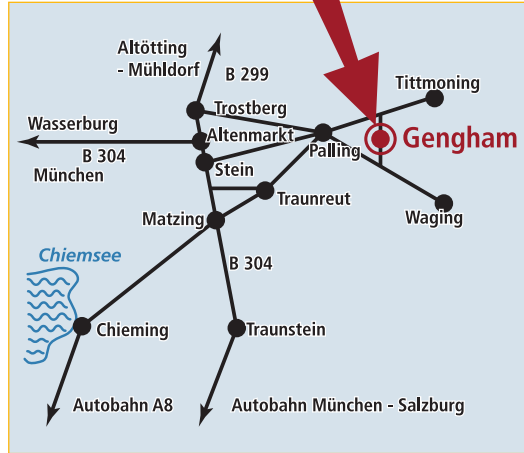 Altötting
- Mühldorf
B 299
Tittmoning
Trostberg
Wasserburg
Altenmarkt
Gengham
B 304
Palling
München
Stein
Traunreut
Waging
Matzing
Chiemsee
B 304
Chieming
Traunstein
Autobahn A8
Autobahn München - Salzburg